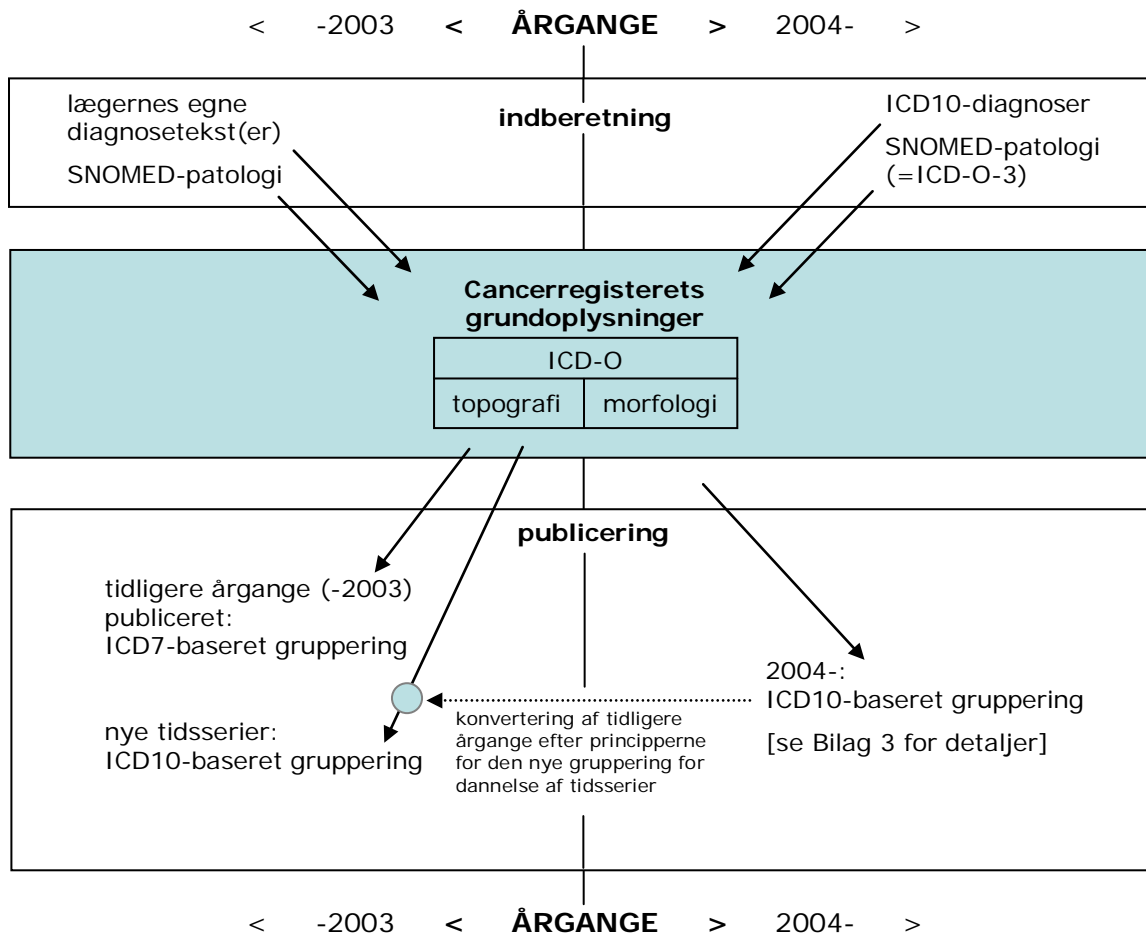 < -2003 < ÅRGANGE > 2004- >
indberetning
lægernes egne
diagnosetekst(er)
SNOMED-patologi
ICD10-diagnoser
SNOMED-patologi
(=ICD-O-3)
Cancerregisterets
grundoplysninger
ICD-O
topografi morfologi
publicering
tidligere årgange (-2003)
publiceret:
ICD7-baseret gruppering
nye tidsserier:
ICD10-baseret gruppering
konvertering af tidligere
årgange efter principperne
for den nye gruppering for
dannelse af tidsserier
2004-:
ICD10-baseret gruppering
[se Bilag 3 for detaljer]
< -2003 < ÅRGANGE > 2004- >